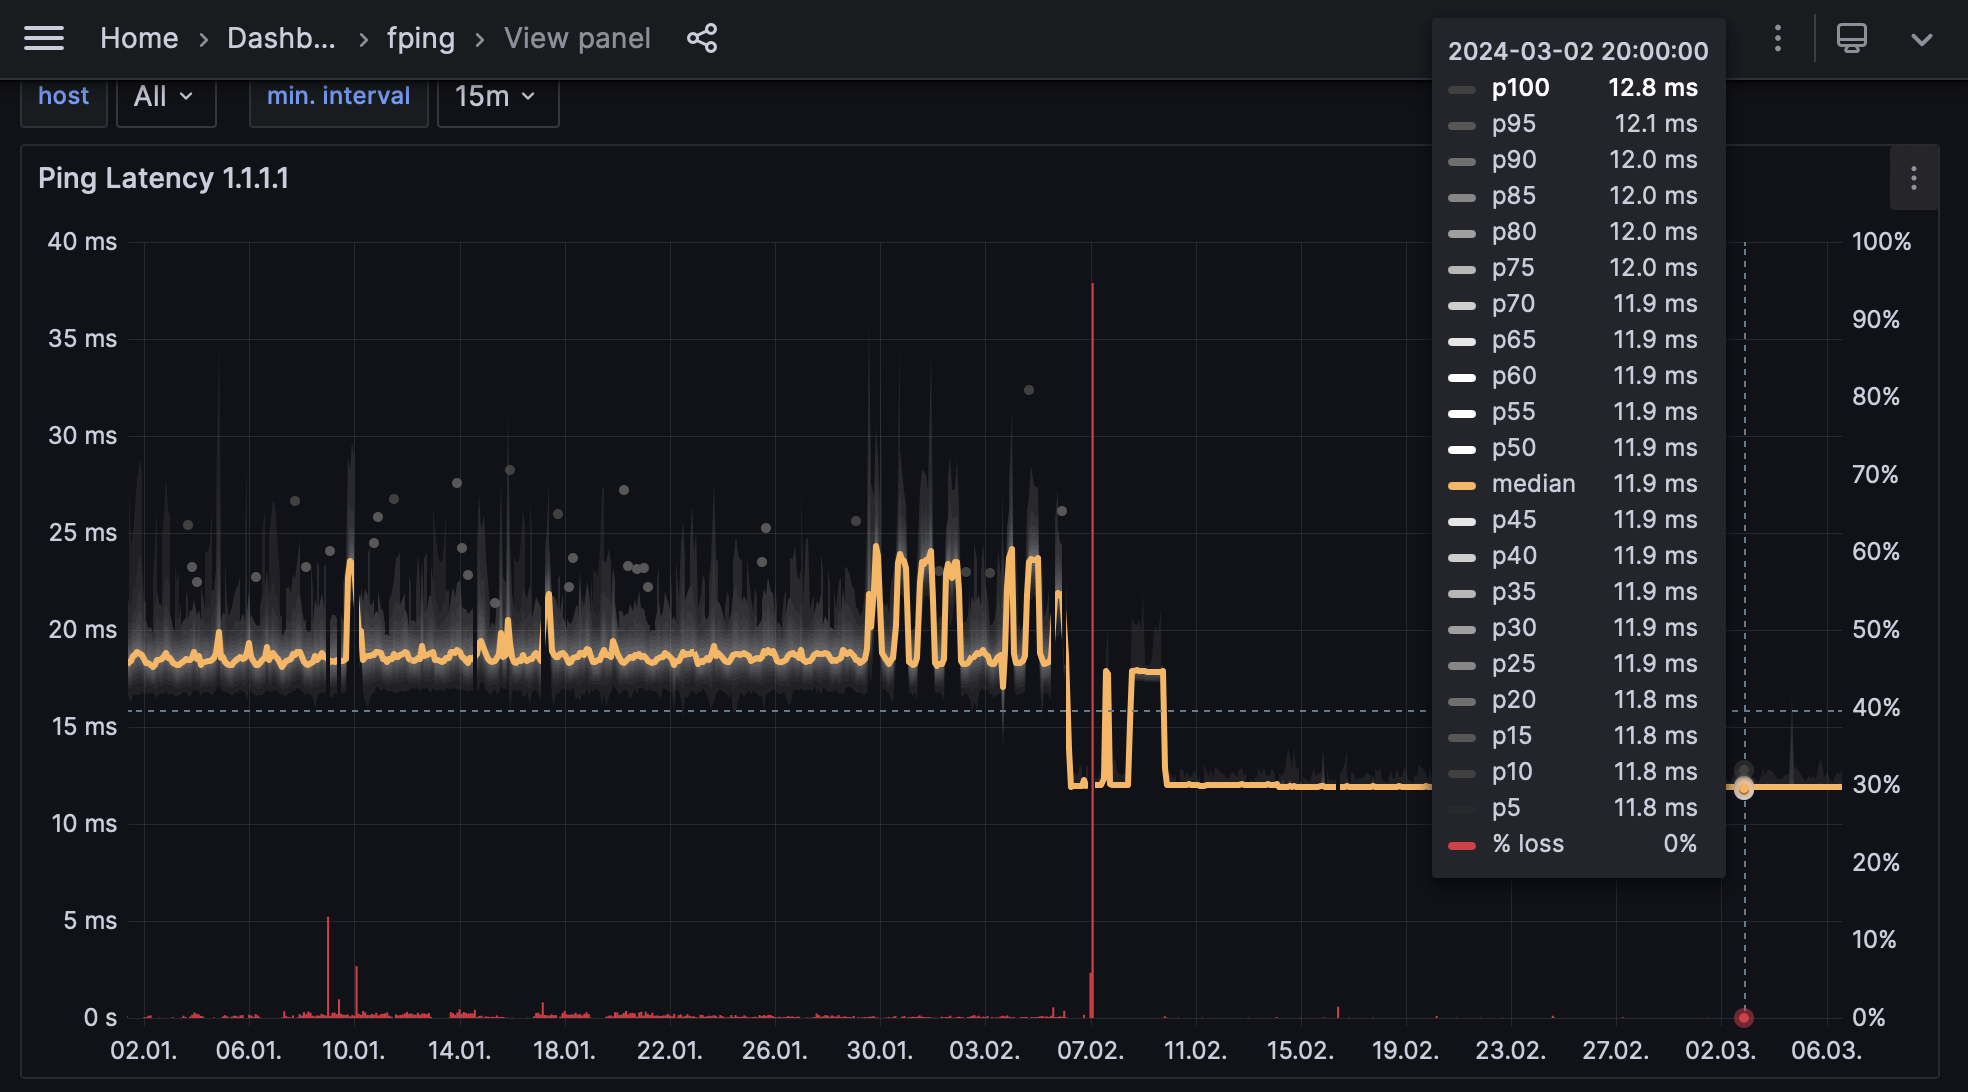 Home › Dashb... › fping › View panel
host All min. interval 15m
Ping Latency 1.1.1.1
2024-03-02 20:00:00
p100 12.8 ms
p95 12.1 ms
p90 12.0 ms
p85 12.0 ms
p80 12.0 ms
p75 12.0 ms
p70 11.9 ms
p65 11.9 ms
p60 11.9 ms
p55 11.9 ms
p50 11.9 ms
median 11.9 ms
p45 11.9 ms
p40 11.9 ms
p35 11.9 ms
p30 11.9 ms
p25 11.9 ms
p20 11.8 ms
p15 11.8 ms
p10 11.8 ms
p5 11.8 ms
% loss 0%
40 ms
35 ms
30 ms
25 ms
20 ms
15 ms
10 ms
5 ms
0 s
100%
90%
80%
70%
60%
50%
40%
30%
20%
10%
0%
02.01. 06.01. 10.01. 14.01. 18.01. 22.01. 26.01. 30.01. 03.02. 07.02. 11.02. 15.02. 19.02. 23.02. 27.02. 02.03. 06.03.